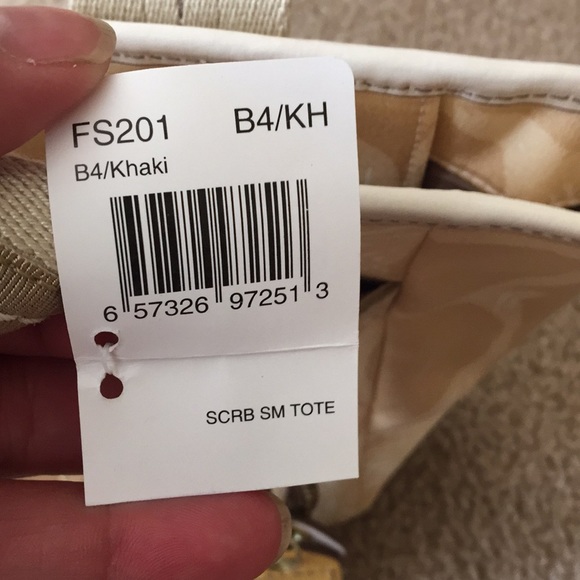 FS201 B4/KH
B4/Khaki
6 57326 97251 3
SCRB SM TOTE